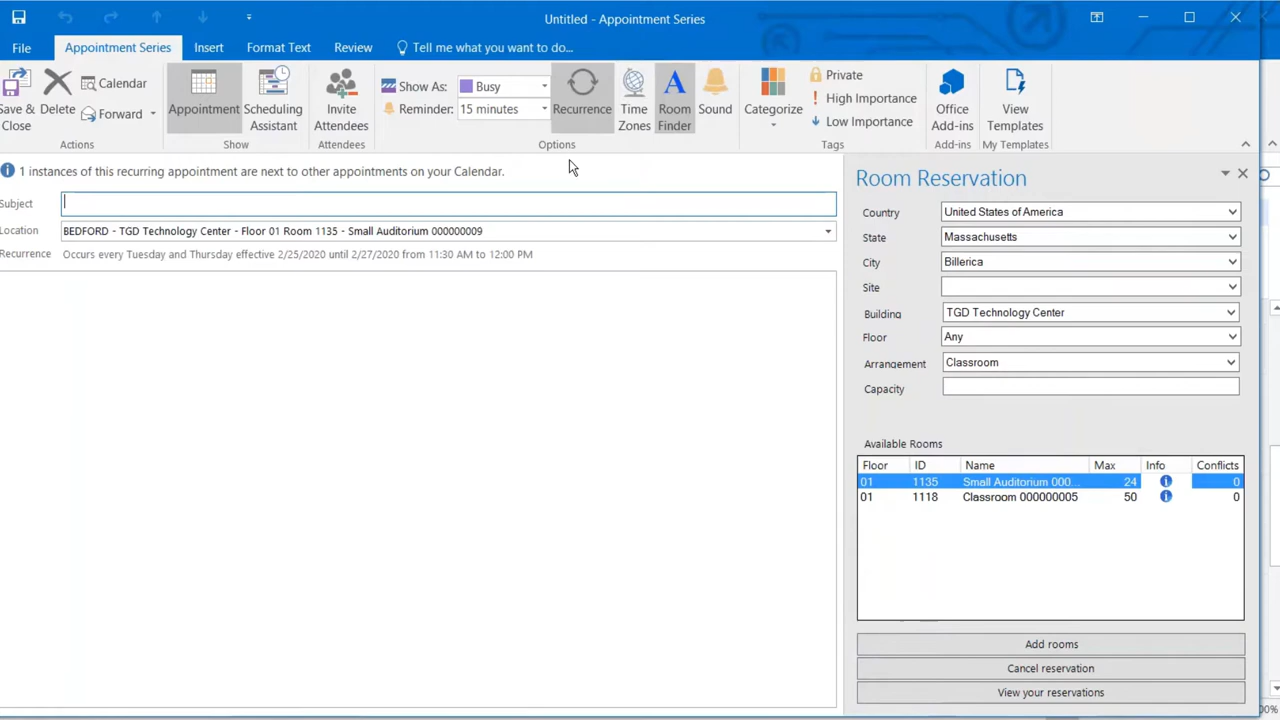 Untitled - Appointment Series
File Appointment Series Insert Format Text Review Tell me what you want to do...
Save & Close Delete Calendar Forward Appointment Scheduling Assistant Invite Attendees Show As: Busy Reminder: 15 minutes Recurrence Time Zones Room Finder Sound Categorize Private High Importance Low Importance Office Add-ins View Templates
Actions Show Attendees Options Tags Add-ins My Templates
1 instances of this recurring appointment are next to other appointments on your Calendar.
Subject
Location BEDFORD - TGD Technology Center - Floor 01 Room 1135 - Small Auditorium 000000009
Recurrence Occurs every Tuesday and Thursday effective 2/25/2020 until 2/27/2020 from 11:30 AM to 12:00 PM
Room Reservation
Country United States of America
State Massachusetts
City Billerica
Site
Building TGD Technology Center
Floor Any
Arrangement Classroom
Capacity
Available Rooms
Floor ID Name Max Info Conflicts
01 1135 Small Auditorium 000... 24 i 0
01 1118 Classroom 000000005 50 i 0
Add rooms
Cancel reservation
View your reservations
00%